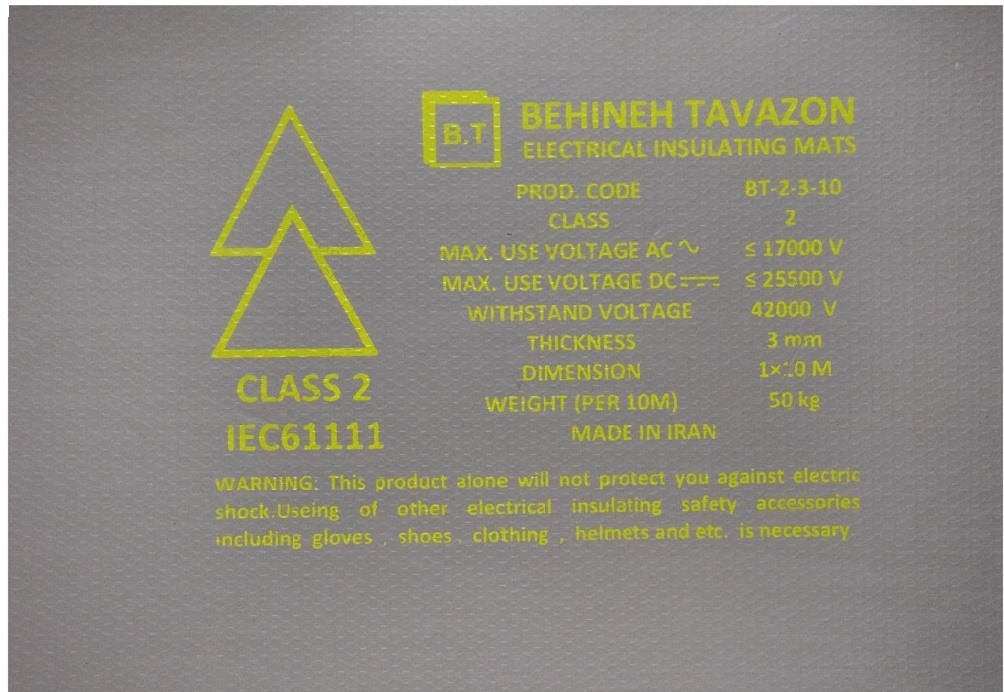 B.T
BEHINEH TAVAZON
ELECTRICAL INSULATING MATS
PROD. CODE BT-2-3-10
CLASS 2
MAX. USE VOLTAGE AC ∿ ≤ 17000 V
MAX. USE VOLTAGE DC ⎓ ≤ 25500 V
WITHSTAND VOLTAGE 42000 V
THICKNESS 3 mm
DIMENSION 1×10 M
WEIGHT (PER 10M) 50 kg
MADE IN IRAN
CLASS 2
IEC61111
WARNING: This product alone will not protect you against electric
shock.Useing of other electrical insulating safety accessories
including gloves , shoes , clothing , helmets and etc. is necessary.